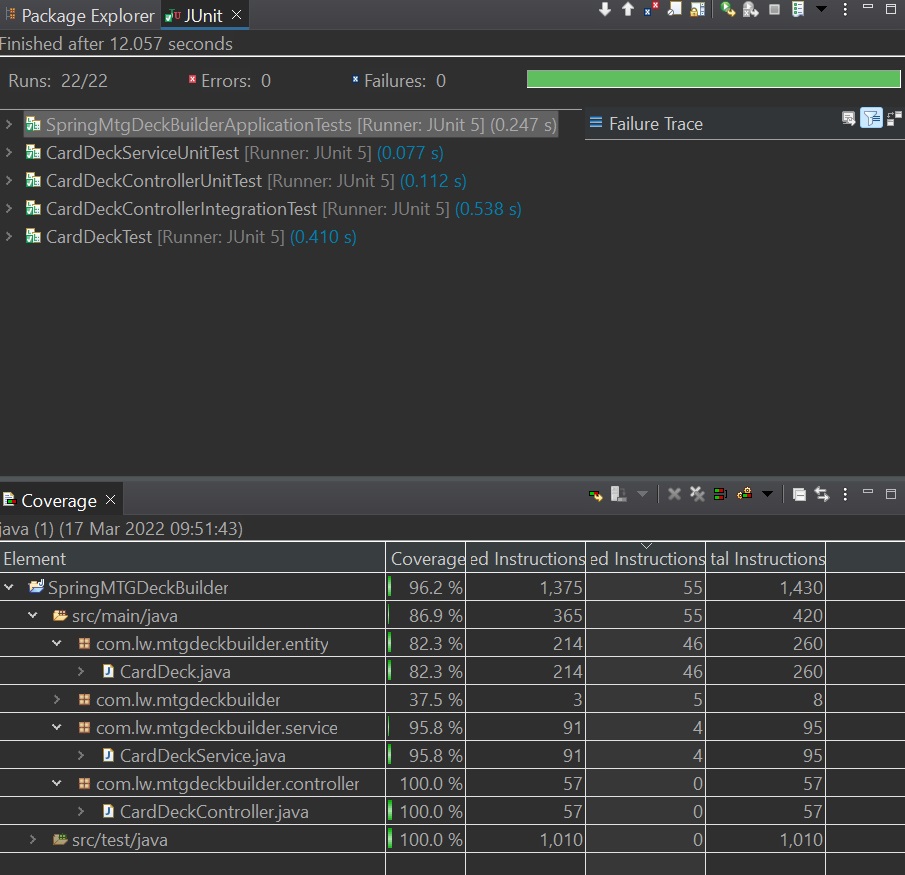 Package Explorer JUnit
Finished after 12.057 seconds
Runs: 22/22 Errors: 0 Failures: 0
SpringMtgDeckBuilderApplicationTests [Runner: JUnit 5] (0.247 s)
Failure Trace
CardDeckServiceUnitTest [Runner: JUnit 5] (0.077 s)
CardDeckControllerUnitTest [Runner: JUnit 5] (0.112 s)
CardDeckControllerIntegrationTest [Runner: JUnit 5] (0.538 s)
CardDeckTest [Runner: JUnit 5] (0.410 s)
Coverage
java (1) (17 Mar 2022 09:51:43)
Element Coverage ed Instructions ed Instructions tal Instructions
SpringMTGDeckBuilder 96.2 % 1,375 55 1,430
src/main/java 86.9 % 365 55 420
com.lw.mtgdeckbuilder.entity 82.3 % 214 46 260
CardDeck.java 82.3 % 214 46 260
com.lw.mtgdeckbuilder 37.5 % 3 5 8
com.lw.mtgdeckbuilder.service 95.8 % 91 4 95
CardDeckService.java 95.8 % 91 4 95
com.lw.mtgdeckbuilder.controller 100.0 % 57 0 57
CardDeckController.java 100.0 % 57 0 57
src/test/java 100.0 % 1,010 0 1,010